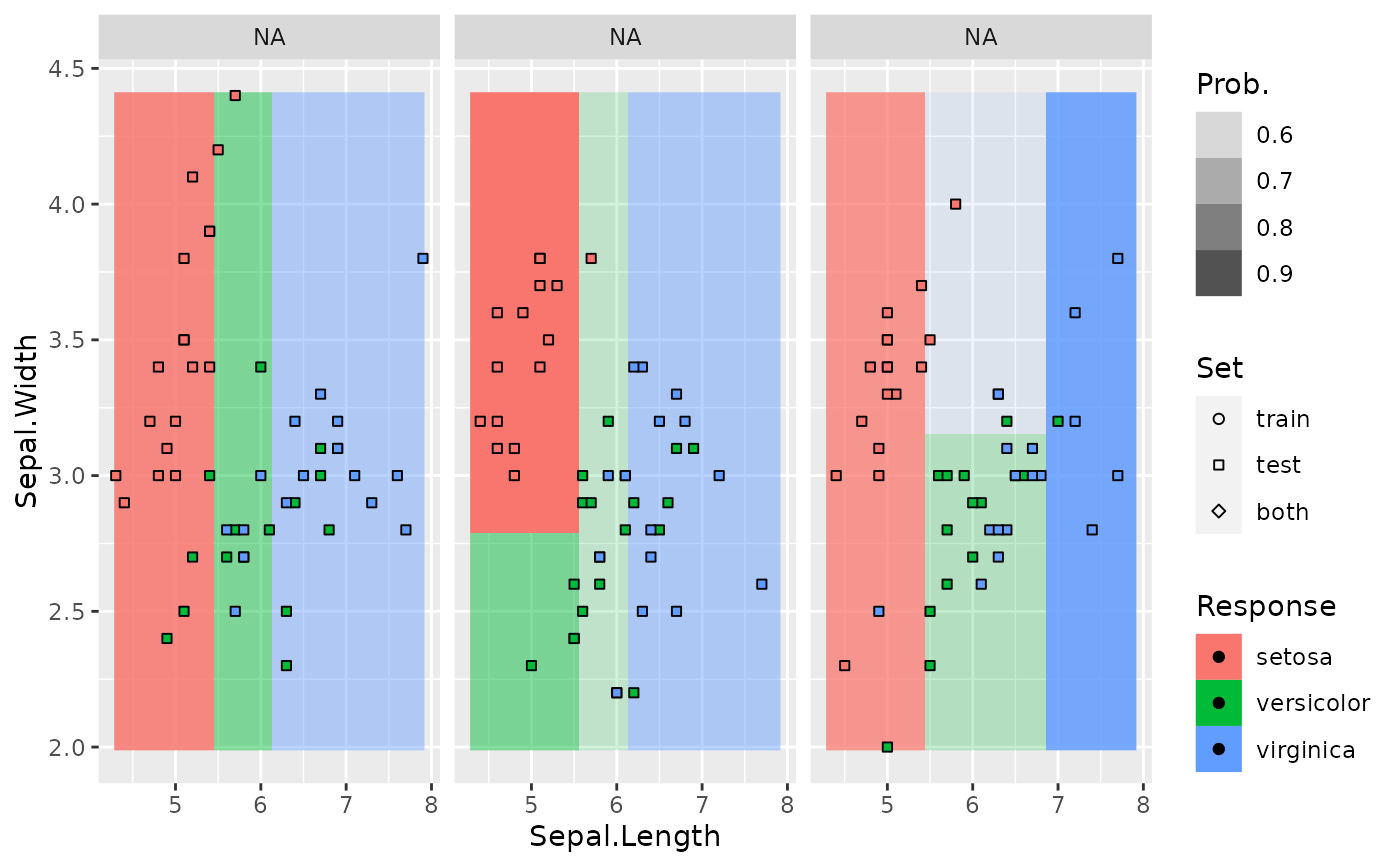 NA NA NA
4.5
4.0
3.5
3.0
2.5
2.0
Sepal.Width
5 6 7 8 5 6 7 8 5 6 7 8
Sepal.Length
Prob.
0.6
0.7
0.8
0.9
Set
train
test
both
Response
setosa
versicolor
virginica